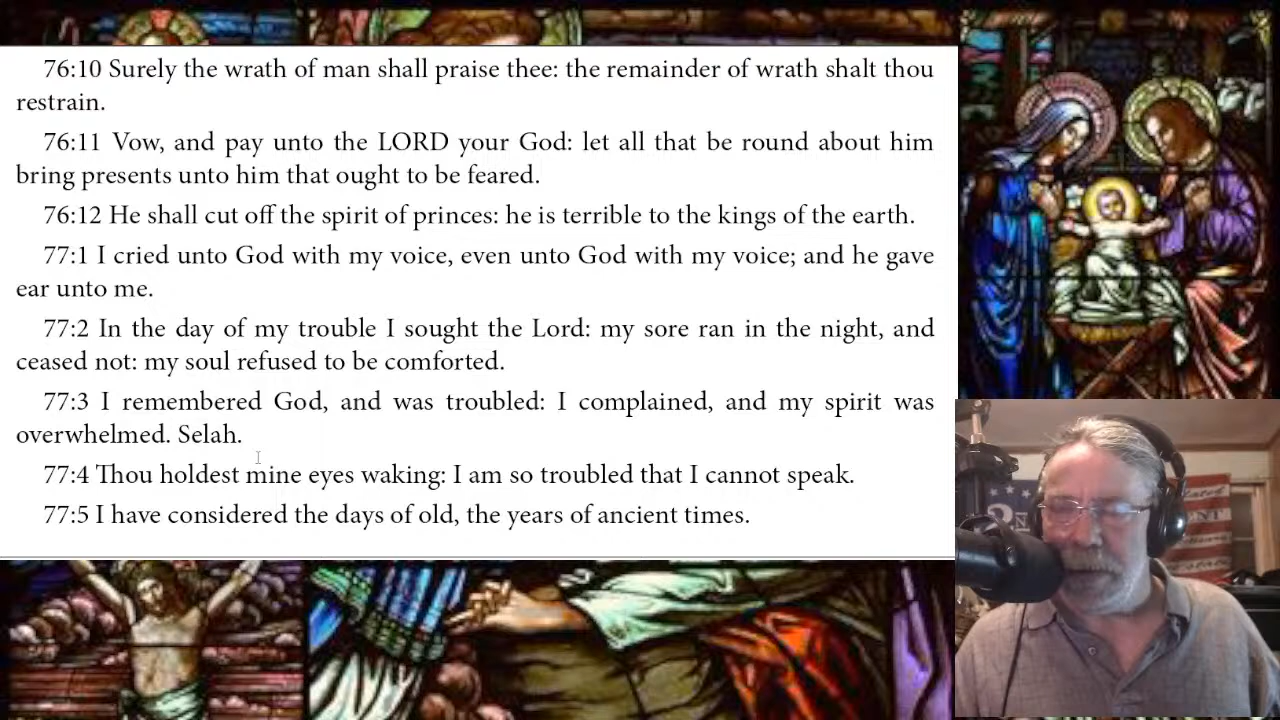 76:10 Surely the wrath of man shall praise thee: the remainder of wrath shalt thou
restrain.
76:11 Vow, and pay unto the LORD your God: let all that be round about him
bring presents unto him that ought to be feared.
76:12 He shall cut off the spirit of princes: he is terrible to the kings of the earth.
77:1 I cried unto God with my voice, even unto God with my voice; and he gave
ear unto me.
77:2 In the day of my trouble I sought the Lord: my sore ran in the night, and
ceased not: my soul refused to be comforted.
77:3 I remembered God, and was troubled: I complained, and my spirit was
overwhelmed. Selah.
77:4 Thou holdest mine eyes waking: I am so troubled that I cannot speak.
77:5 I have considered the days of old, the years of ancient times.